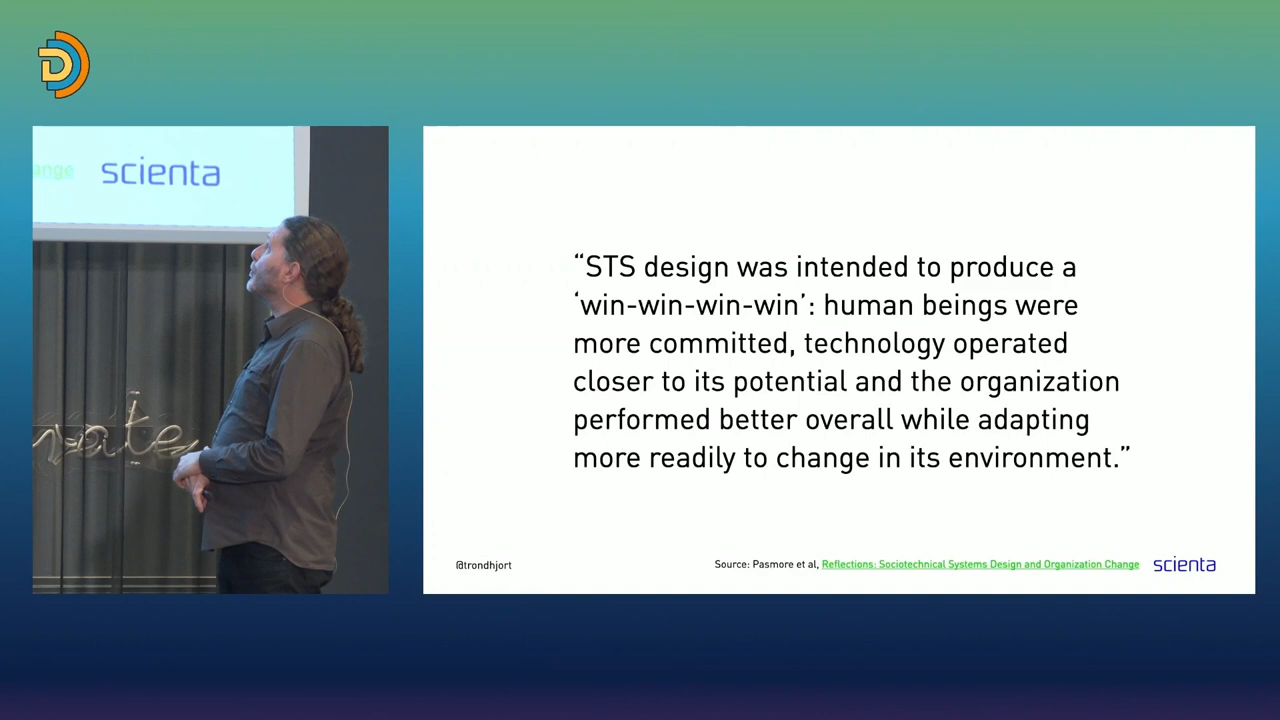 D
ange scienta
“STS design was intended to produce a
‘win-win-win-win’: human beings were
more committed, technology operated
closer to its potential and the organization
performed better overall while adapting
more readily to change in its environment.”
@trondhjort
Source: Pasmore et al, Reflections: Sociotechnical Systems Design and Organization Change
scienta